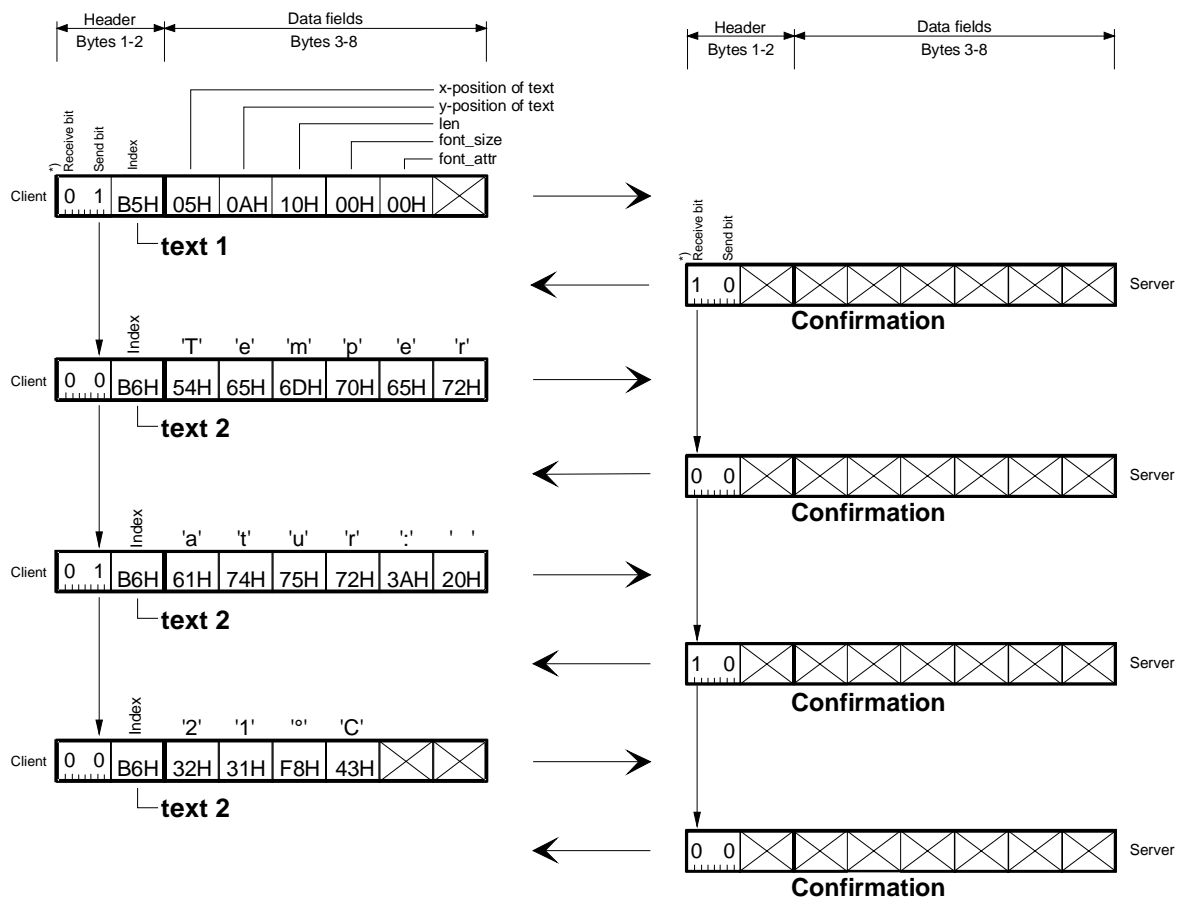 Header Data fields
Bytes 1-2 Bytes 3-8
Header Data fields
Bytes 1-2 Bytes 3-8
x-position of text
y-position of text
len
font_size
font_attr
*) Receive bit Send bit Index
Client 0 1 B5H 05H 0AH 10H 00H 00H
text 1
*) Receive bit Send bit
1 0 Server
Confirmation
Index 'T' 'e' 'm' 'p' 'e' 'r'
Client 0 0 B6H 54H 65H 6DH 70H 65H 72H
text 2
0 0 Server
Confirmation
Index 'a' 't' 'u' 'r' ':' ' '
Client 0 1 B6H 61H 74H 75H 72H 3AH 20H
text 2
1 0 Server
Confirmation
Index '2' '1' '°' 'C'
Client 0 0 B6H 32H 31H F8H 43H
text 2
0 0 Server
Confirmation